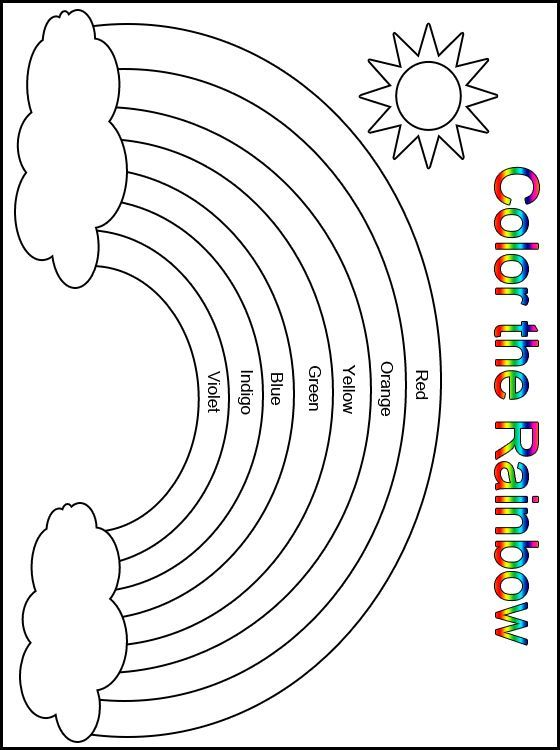 Color the Rainbow
Red
Orange
Yellow
Green
Blue
Indigo
Violet